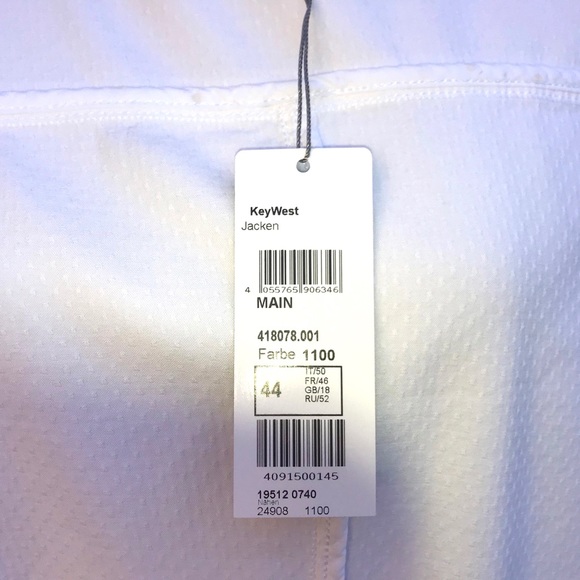 KeyWest
Jacken
4 055765 906346
MAIN
418078.001
Farbe 1100
44
IT/50
FR/46
GB/18
RU/52
4091500145
19512 0740
Nähen
24908 1100